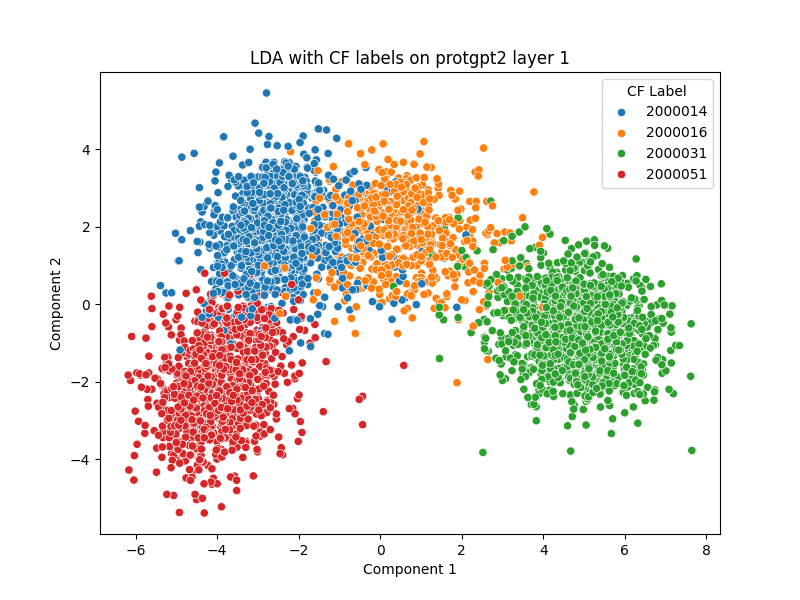 LDA with CF labels on protgpt2 layer 1
CF Label
2000014
2000016
2000031
2000051
4
2
0
−2
−4
Component 2
−6 −4 −2 0 2 4 6 8
Component 1